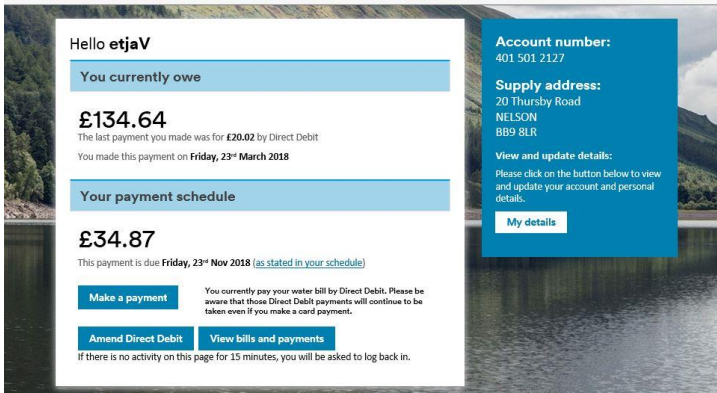 Hello etjaV
You currently owe
£134.64
The last payment you made was for £20.02 by Direct Debit
You made this payment on Friday, 23rd March 2018
Your payment schedule
£34.87
This payment is due Friday, 23rd Nov 2018 (as stated in your schedule)
Make a payment
You currently pay your water bill by Direct Debit. Please be
aware that those Direct Debit payments will continue to be
taken even if you make a card payment.
Amend Direct Debit
View bills and payments
If there is no activity on this page for 15 minutes, you will be asked to log back in.
Account number:
401 501 2127
Supply address:
20 Thursby Road
NELSON
BB9 8LR
View and update details:
Please click on the button below to view
and update your account and personal
details.
My details